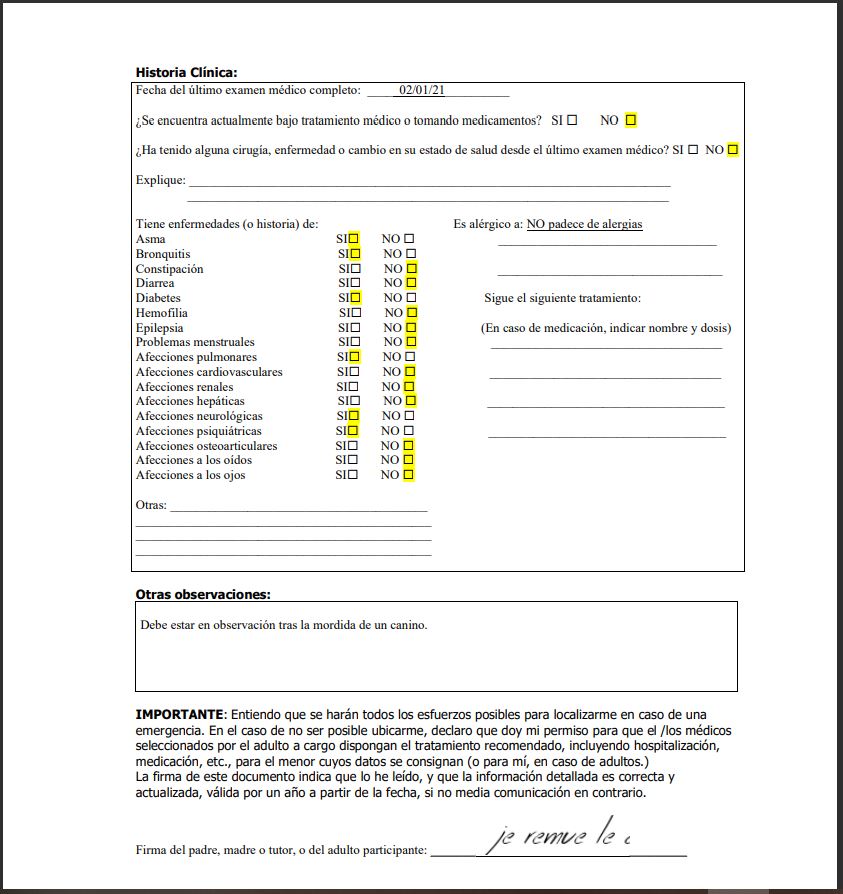 Historia Clínica:
Fecha del último examen médico completo: 02/01/21
¿Se encuentra actualmente bajo tratamiento médico o tomando medicamentos? SI ☐ NO ☐
¿Ha tenido alguna cirugía, enfermedad o cambio en su estado de salud desde el último examen médico? SI ☐ NO ☐
Explique:
Tiene enfermedades (o historia) de: Es alérgico a: NO padece de alergias
Asma SI☐ NO ☐
Bronquitis SI☐ NO ☐
Constipación SI☐ NO ☐
Diarrea SI☐ NO ☐
Diabetes SI☐ NO ☐ Sigue el siguiente tratamiento:
Hemofilia SI☐ NO ☐
Epilepsia SI☐ NO ☐ (En caso de medicación, indicar nombre y dosis)
Problemas menstruales SI☐ NO ☐
Afecciones pulmonares SI☐ NO ☐
Afecciones cardiovasculares SI☐ NO ☐
Afecciones renales SI☐ NO ☐
Afecciones hepáticas SI☐ NO ☐
Afecciones neurológicas SI☐ NO ☐
Afecciones psiquiátricas SI☐ NO ☐
Afecciones osteoarticulares SI☐ NO ☐
Afecciones a los oídos SI☐ NO ☐
Afecciones a los ojos SI☐ NO ☐
Otras:
Otras observaciones:
Debe estar en observación tras la mordida de un canino.
IMPORTANTE: Entiendo que se harán todos los esfuerzos posibles para localizarme en caso de una
emergencia. En el caso de no ser posible ubicarme, declaro que doy mi permiso para que el /los médicos
seleccionados por el adulto a cargo dispongan el tratamiento recomendado, incluyendo hospitalización,
medicación, etc., para el menor cuyos datos se consignan (o para mí, en caso de adultos.)
La firma de este documento indica que lo he leído, y que la información detallada es correcta y
actualizada, válida por un año a partir de la fecha, si no media comunicación en contrario.
Firma del padre, madre o tutor, o del adulto participante: je remue le